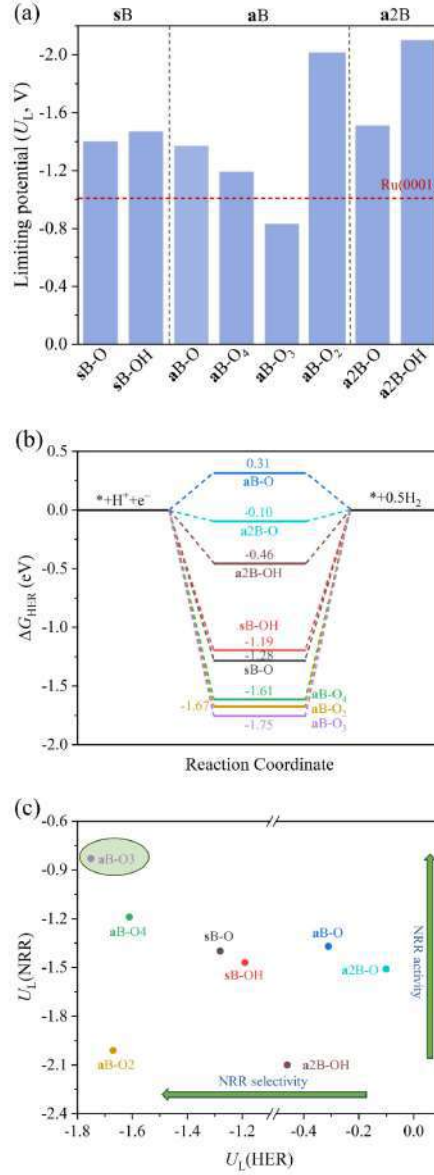 (a)
sB
aB
a2B
Limiting potential (U_L, V)
-2.0
-1.6
-1.2
-0.8
-0.4
0.0
Ru(0001
sB-O
sB-OH
aB-O
aB-O₄
aB-O₃
aB-O₂
a2B-O
a2B-OH
(b)
ΔG_HER (eV)
0.5
0.0
-0.5
-1.0
-1.5
-2.0
*+H⁺+e⁻
*+0.5H₂
0.31
aB-O
-0.10
a2B-O
-0.46
a2B-OH
sB-OH
-1.19
-1.28
sB-O
-1.61
aB-O₄
-1.67
aB-O₂
aB-O₃
-1.75
Reaction Coordinate
(c)
U_L(NRR)
-0.6
-0.9
-1.2
-1.5
-1.8
-2.1
-2.4
aB-O3
aB-O4
sB-O
sB-OH
aB-O
a2B-O
aB-O2
a2B-OH
NRR activity
NRR selectivity
-1.8
-1.6
-1.4
-1.2
-0.4
-0.2
0.0
U_L(HER)